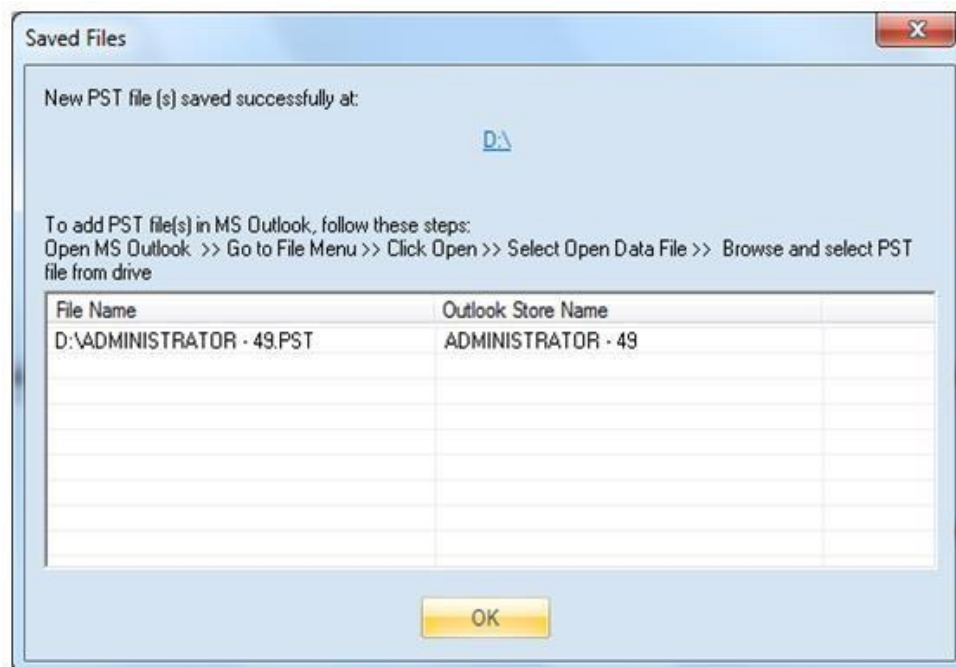 Saved Files
New PST file (s) saved successfully at:
D:\
To add PST file(s) in MS Outlook, follow these steps:
Open MS Outlook >> Go to File Menu >> Click Open >> Select Open Data File >> Browse and select PST
file from drive
File Name Outlook Store Name
D:\ADMINISTRATOR - 49.PST ADMINISTRATOR - 49
OK